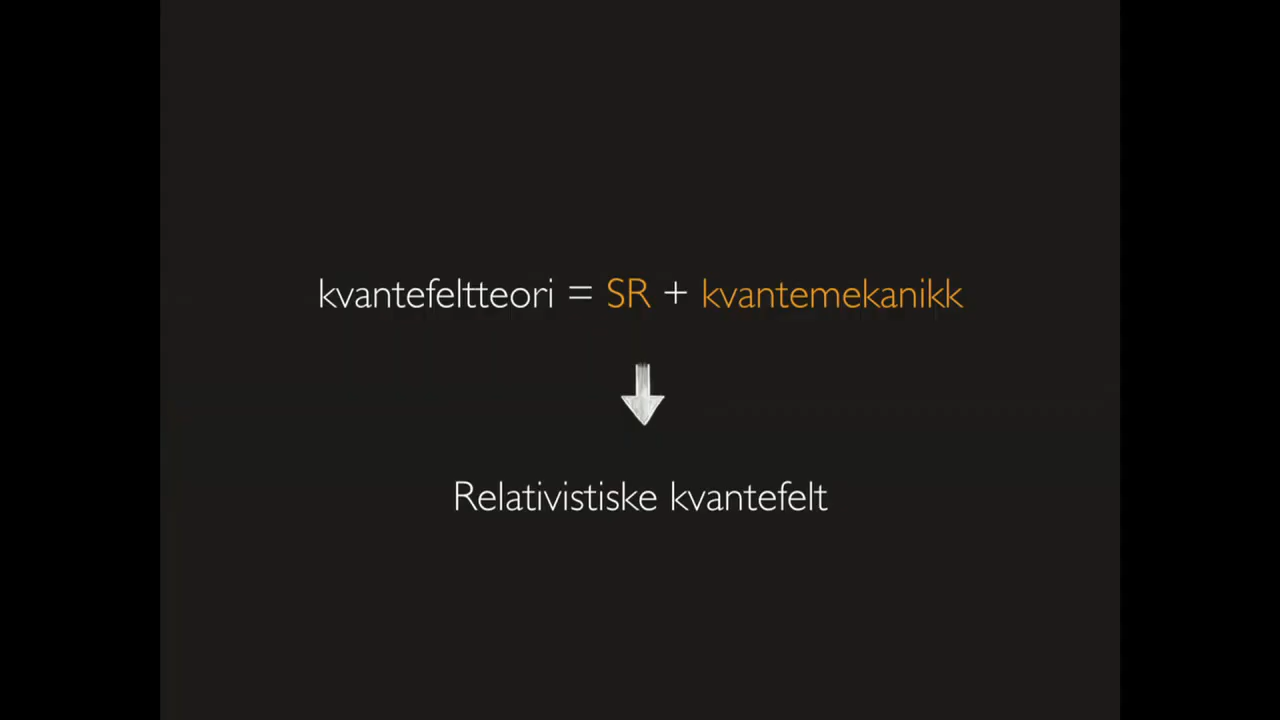 kvantefeltteori = SR + kvantemekanikk
Relativistiske kvantefelt